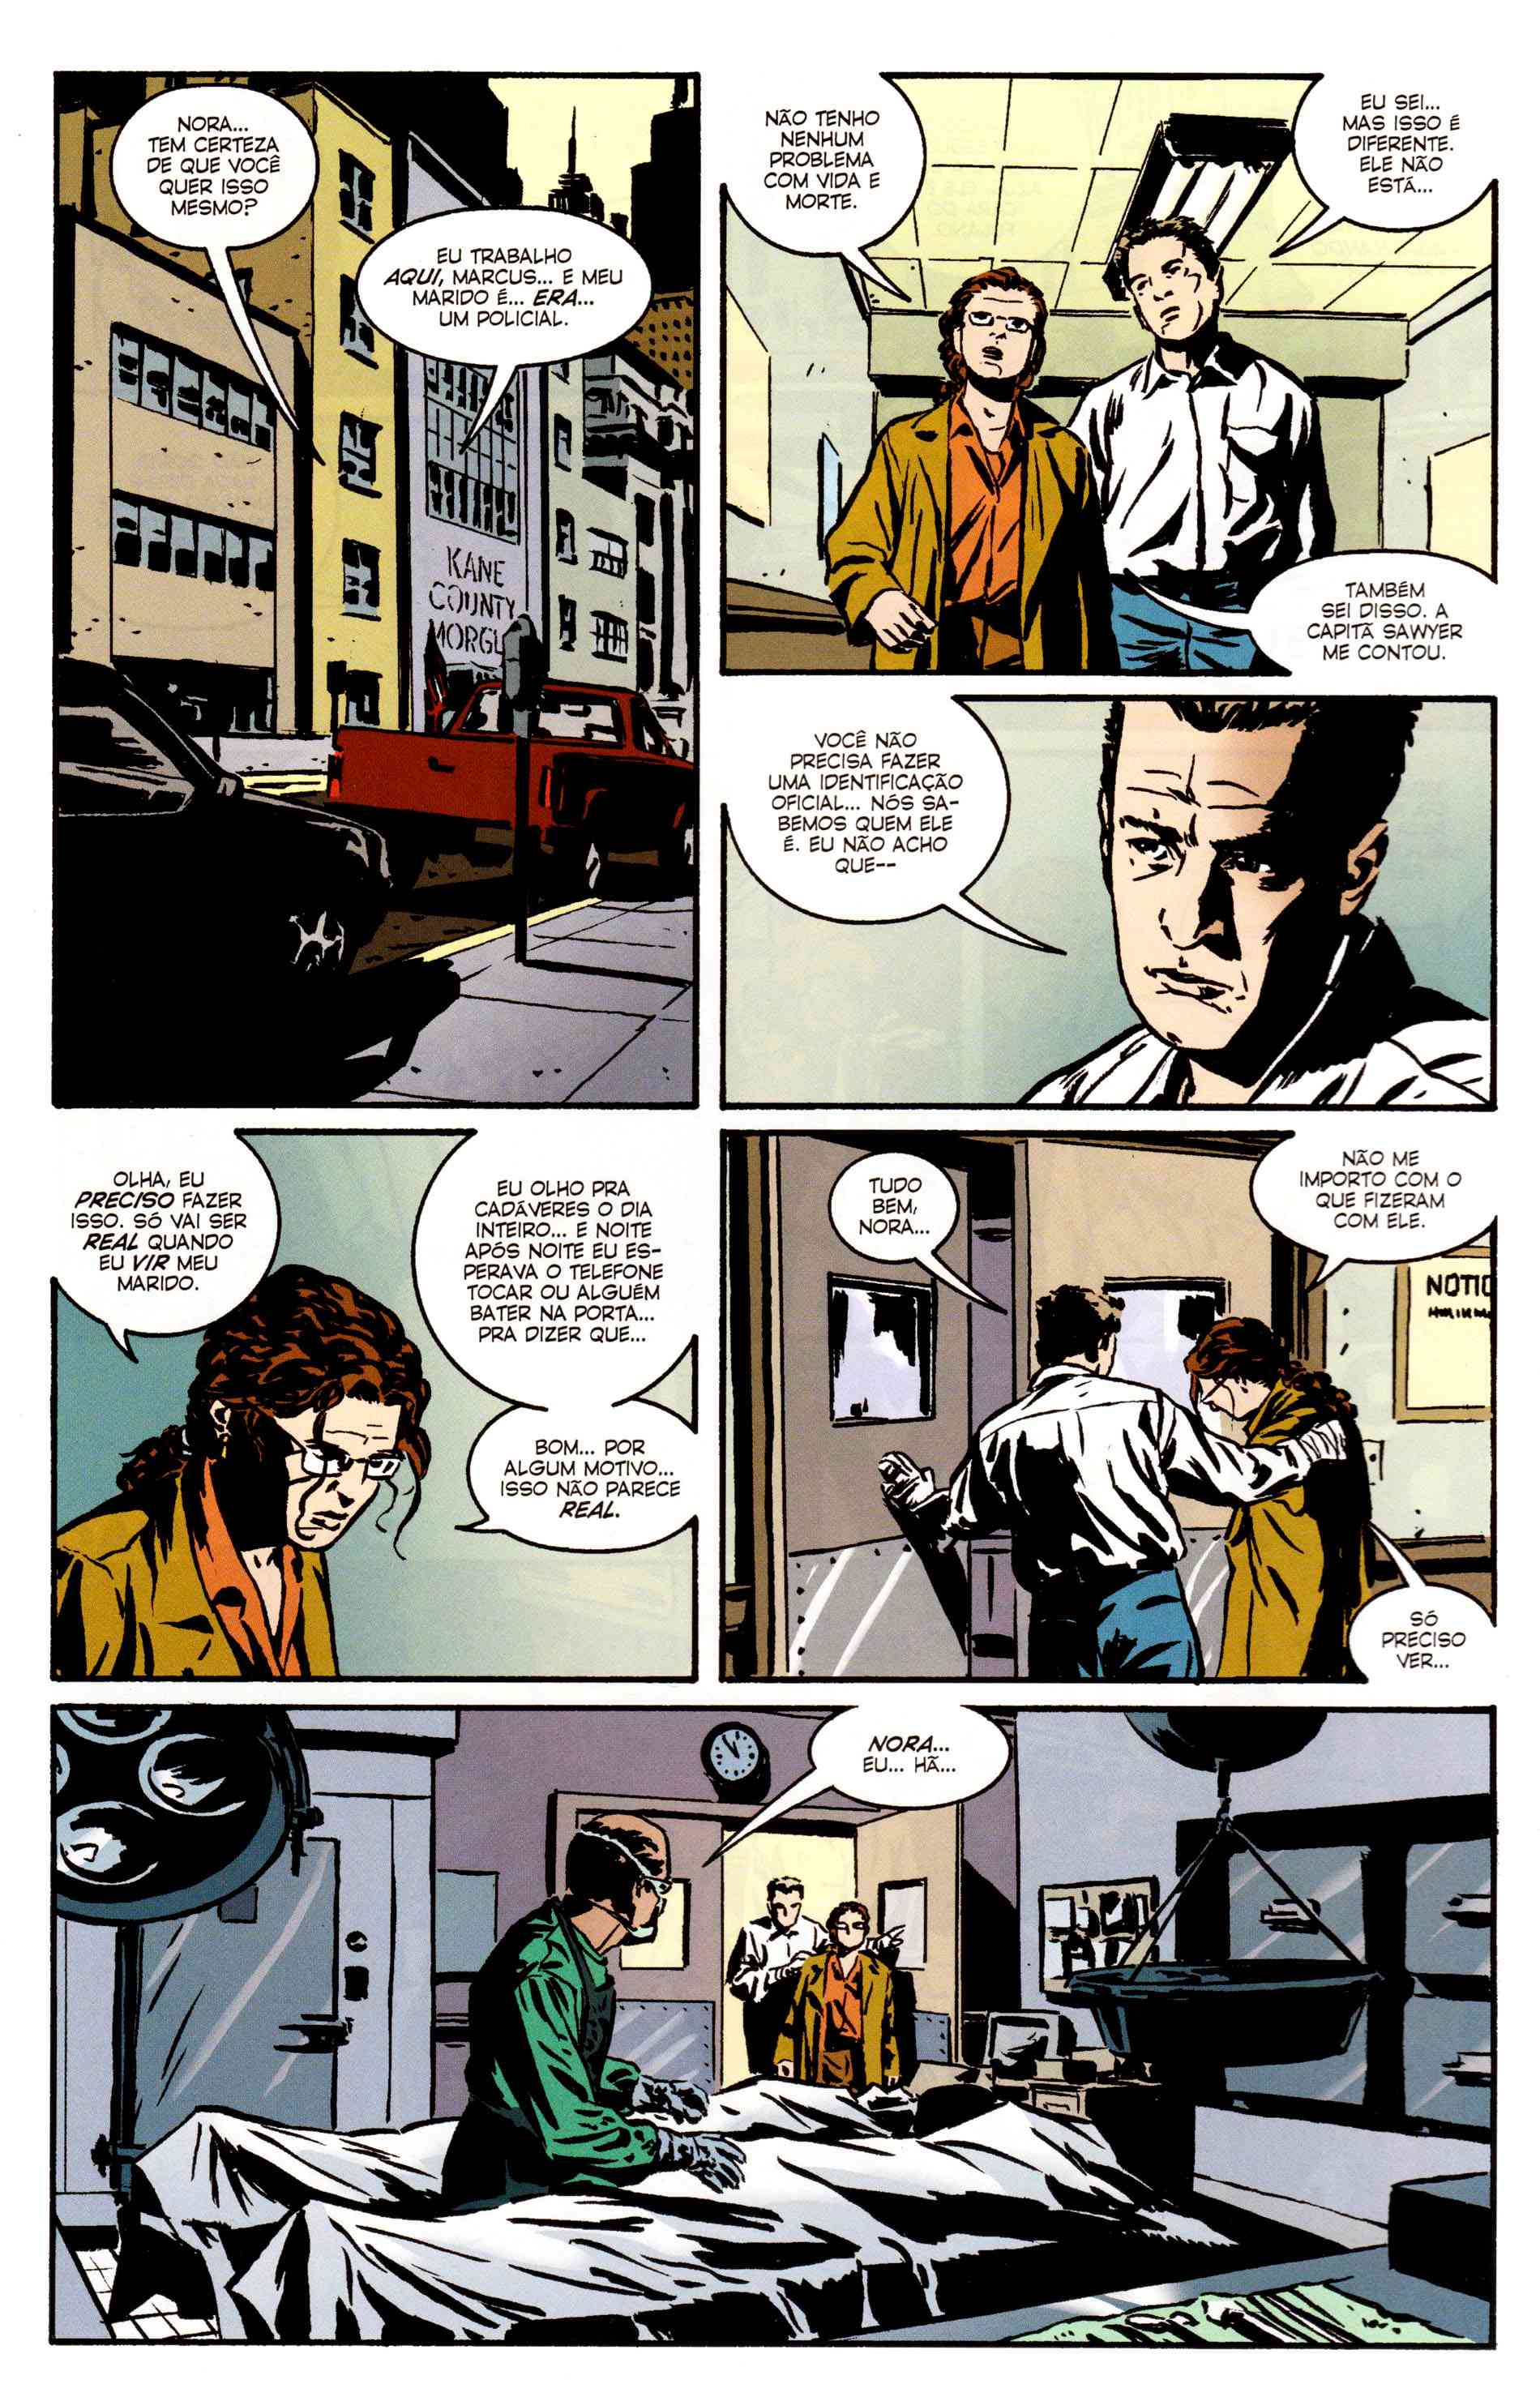 NORA...
TEM CERTEZA
DE QUE VOCÊ
QUER ISSO
MESMO?
EU TRABALHO
AQUI, MARCUS... E MEU
MARIDO É... ERA...
UM POLICIAL.
KANE
COUNTY
MORGU
NÃO TENHO
NENHUM
PROBLEMA
COM VIDA E
MORTE.
EU SEI...
MAS ISSO É
DIFERENTE.
ELE NÃO
ESTÁ...
TAMBÉM
SEI DISSO. A
CAPITÃ SAWYER
ME CONTOU.
VOCÊ NÃO
PRECISA FAZER
UMA IDENTIFICAÇÃO
OFICIAL... NÓS SA-
BEMOS QUEM ELE
É. EU NÃO ACHO
QUE--
OLHA, EU
PRECISO FAZER
ISSO. SÓ VAI SER
REAL QUANDO
EU VIR MEU
MARIDO.
EU OLHO PRA
CADÁVERES O DIA
INTEIRO... E NOITE
APÓS NOITE EU ES-
PERAVA O TELEFONE
TOCAR OU ALGUÉM
BATER NA PORTA...
PRA DIZER QUE...
BOM... POR
ALGUM MOTIVO...
ISSO NÃO PARECE
REAL.
TUDO
BEM,
NORA...
NÃO ME
IMPORTO COM O
QUE FIZERAM
COM ELE.
NOTIC
SÓ
PRECISO
VER...
NORA...
EU... HÃ...